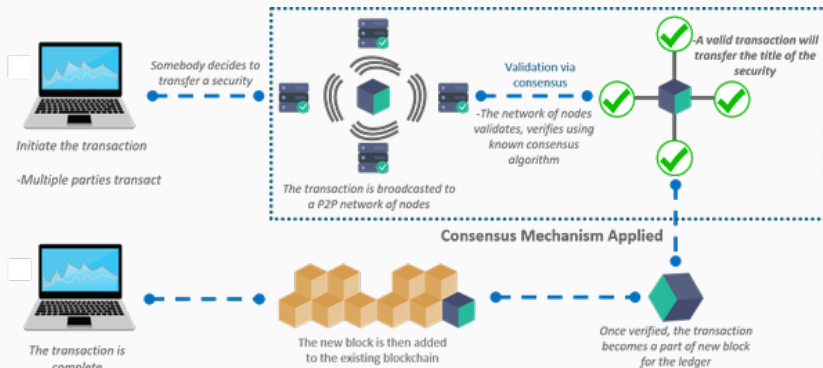 Somebody decides to
transfer a security
Initiate the transaction
-Multiple parties transact
The transaction is broodcasted to
a P2P network of nodes
Validation via
consensus
-The network of nodes
validates, verifies using
known consensus
algorithm
-A valid transaction will
transfer the title of the
security
Consensus Mechanism Applied
Once verified, the transaction
becomes a part of new block
for the ledger
The new block is then added
to the existing blockchain
The transaction is
complete